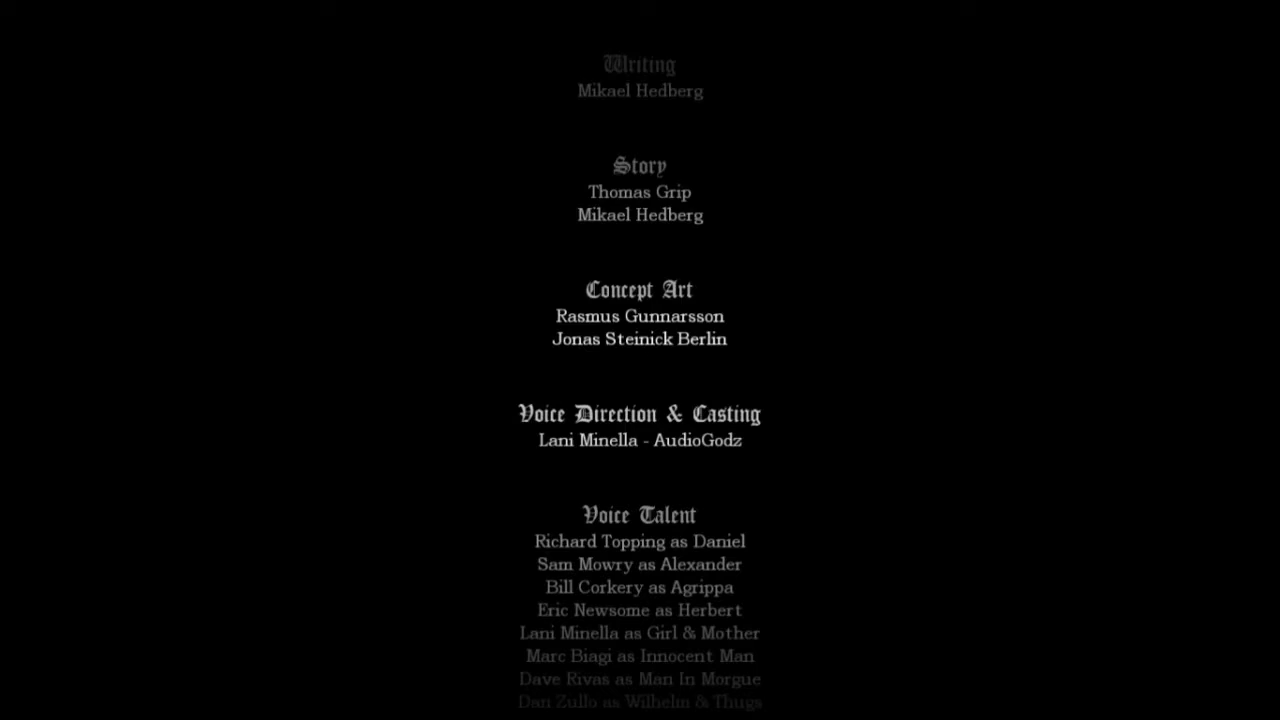 Writing
Mikael Hedberg
Story
Thomas Grip
Mikael Hedberg
Concept Art
Rasmus Gunnarsson
Jonas Steinick Berlin
Voice Direction & Casting
Lani Minella - AudioGodz
Voice Talent
Richard Topping as Daniel
Sam Mowry as Alexander
Bill Corkery as Agrippa
Eric Newsome as Herbert
Lani Minella as Girl & Mother
Marc Biagi as Innocent Man
Dave Rivas as Man In Morgue
Dan Zullo as Wilhelm & Thugs